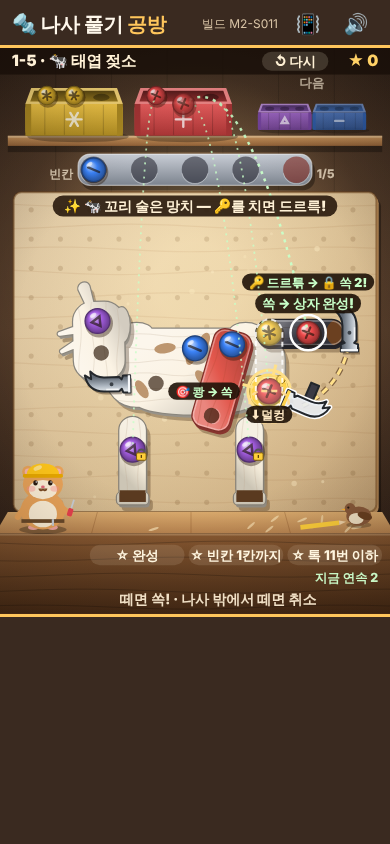 나사 풀기 공방
빌드 M2-S011
1-5 · 태엽 젖소
다시
★ 0
다음
빈칸
1/5
꼬리 술은 망치 — 를 치면 드르륵!
드르륵 → 쏙 2!
쏙 → 상자 완성!
쾅 → 쏙
⬇덜컹
☆ 완성
☆ 빈칸 1칸까지
☆ 톡 11번 이하
지금 연속 2
떼면 쏙! · 나사 밖에서 떼면 취소